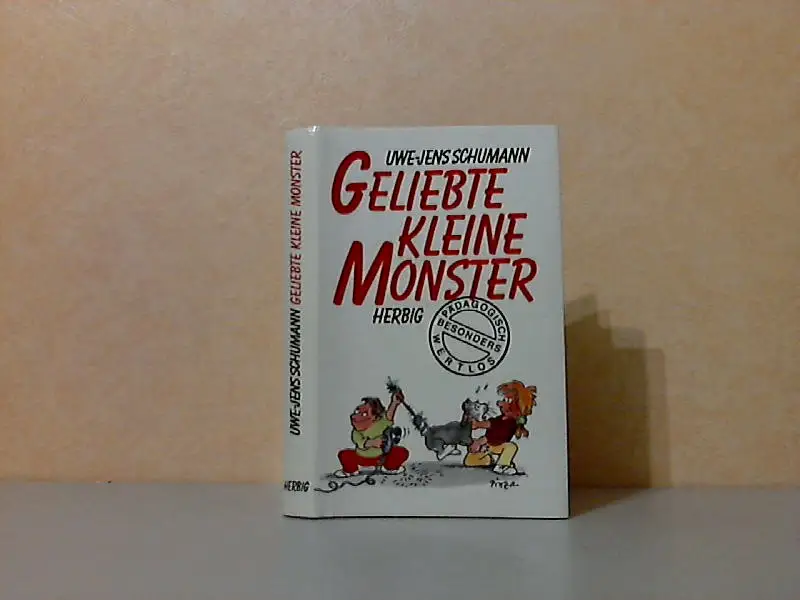 UWE-JENS SCHUMANN
GELIEBTE
KLEINE
MONSTER
HERBIG
PÄDAGOGISCH
BESONDERS
WERTLOS
UWE-JENS SCHUMANN GELIEBTE KLEINE MONSTER
HERBIG